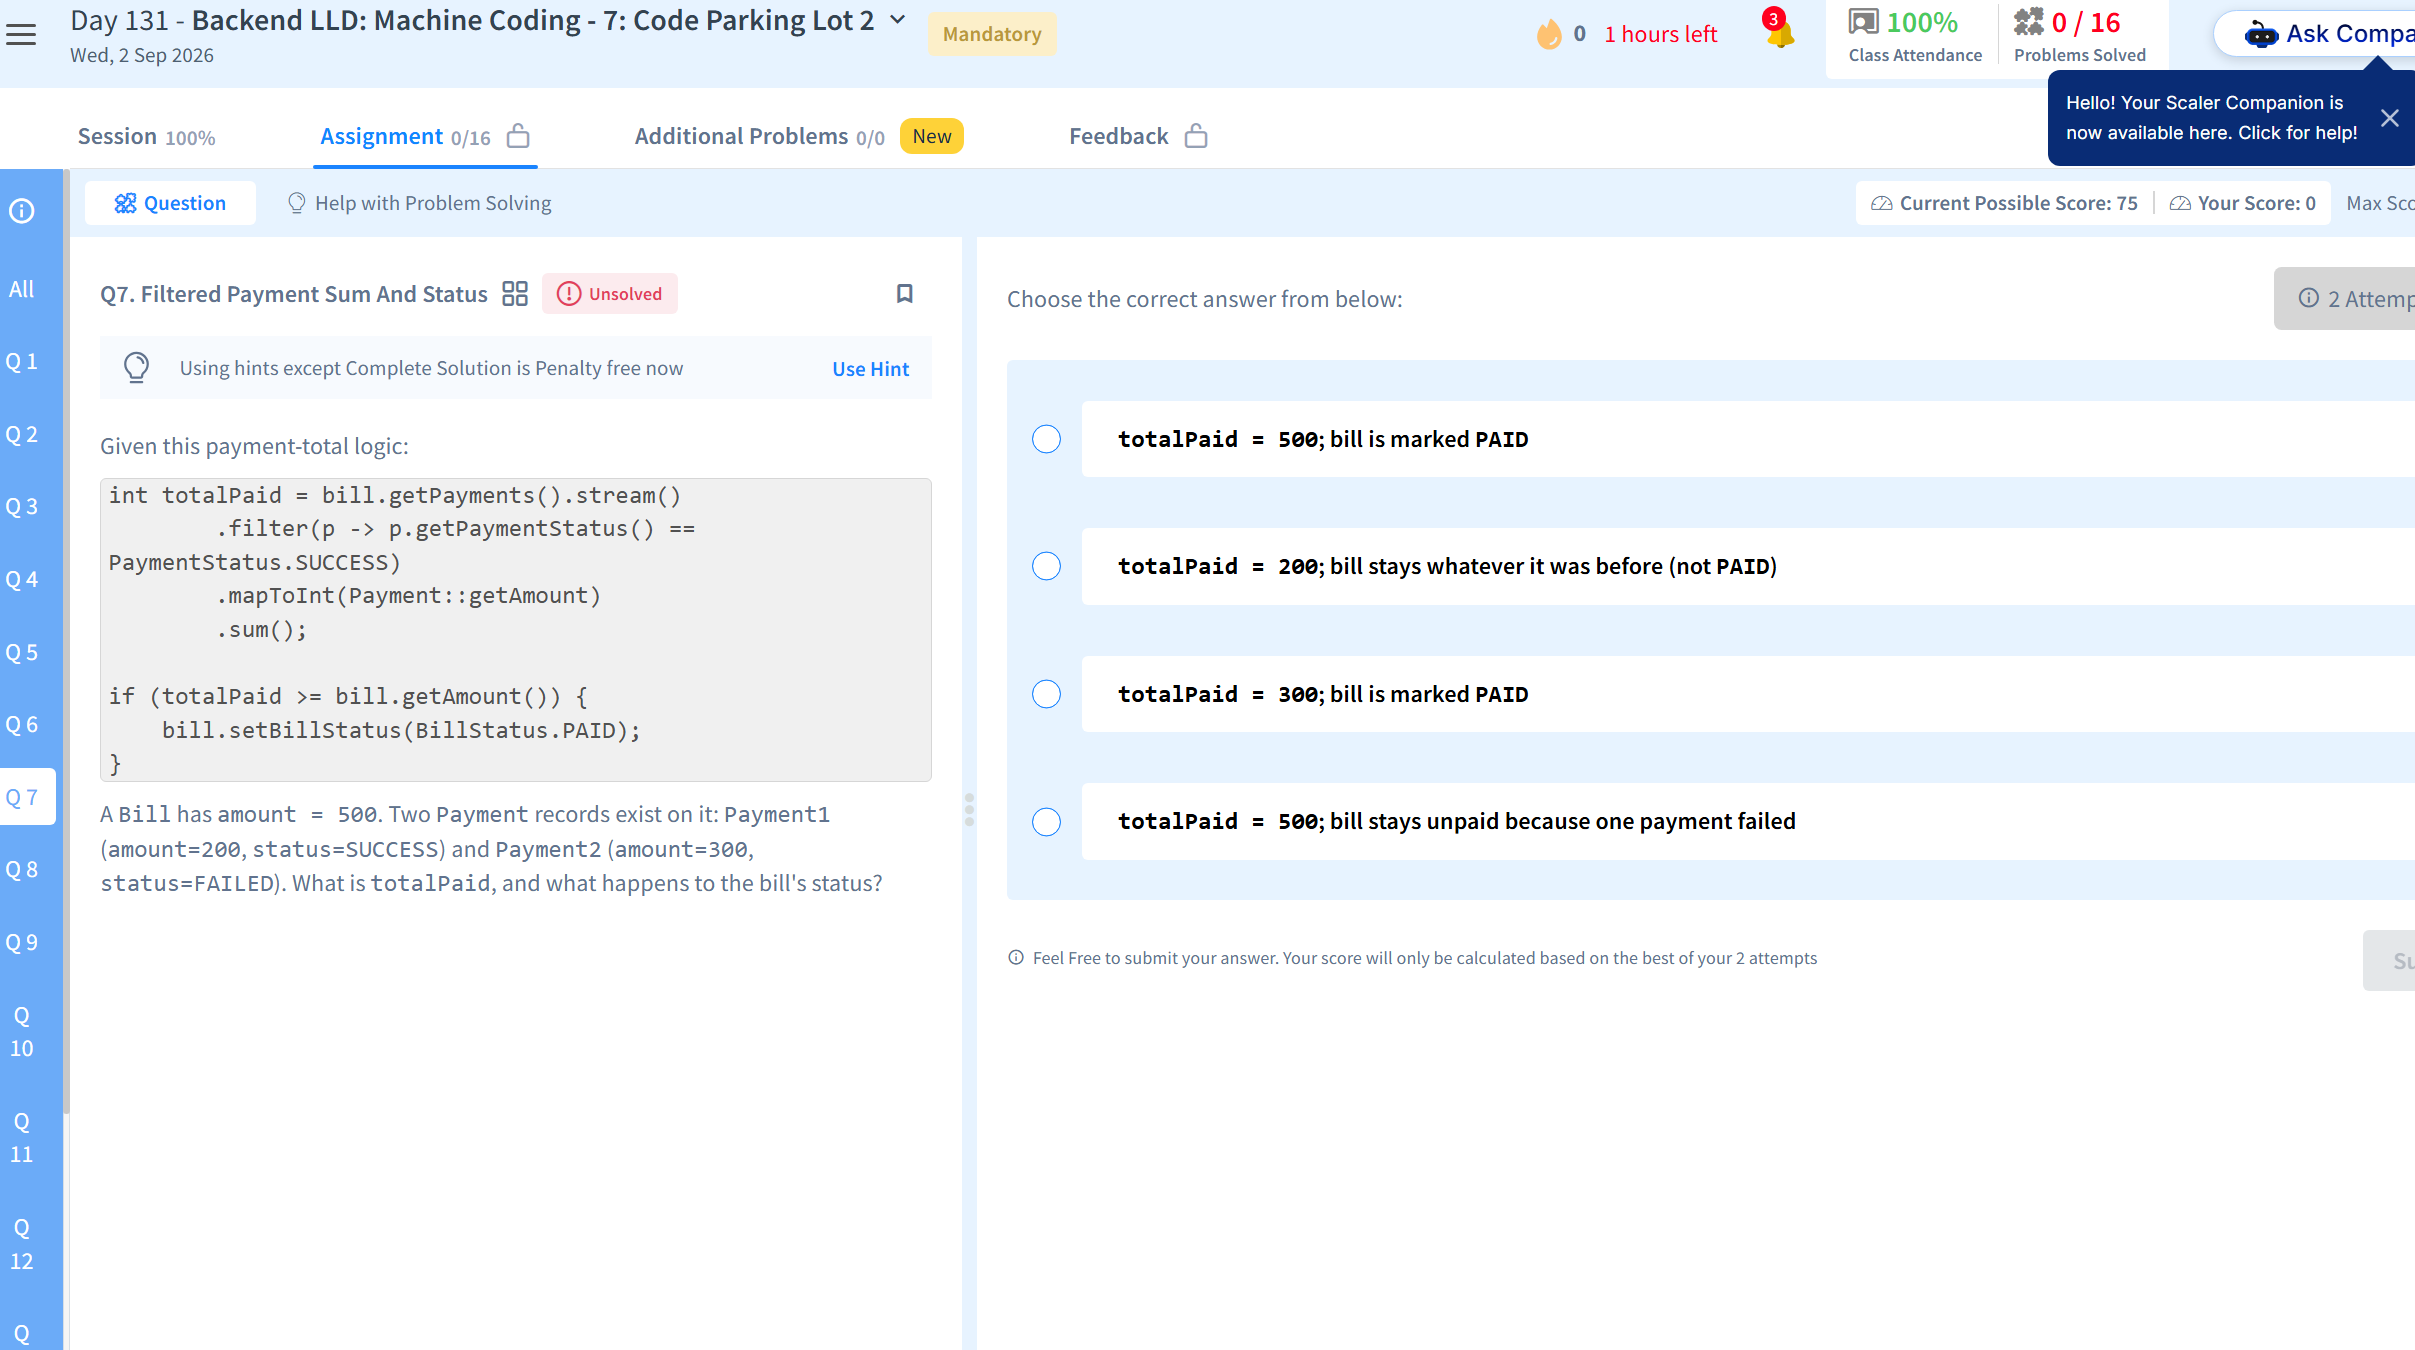 Day 131 - Backend LLD: Machine Coding - 7: Code Parking Lot 2
Wed, 2 Sep 2026
Mandatory
0
1 hours left
3
100%
Class Attendance
0 / 16
Problems Solved
Ask Compa
Hello! Your Scaler Companion is
now available here. Click for help!
Session 100%
Assignment 0/16
Additional Problems 0/0
New
Feedback
Question
Help with Problem Solving
Current Possible Score: 75
Your Score: 0
Max Sco
All
Q 1
Q 2
Q 3
Q 4
Q 5
Q 6
Q 7
Q 8
Q 9
Q
10
Q
11
Q
12
Q
Q7. Filtered Payment Sum And Status
Unsolved
Using hints except Complete Solution is Penalty free now
Use Hint
Given this payment-total logic:
int totalPaid = bill.getPayments().stream()
.filter(p -> p.getPaymentStatus() ==
PaymentStatus.SUCCESS)
.mapToInt(Payment::getAmount)
.sum();
if (totalPaid >= bill.getAmount()) {
bill.setBillStatus(BillStatus.PAID);
}
A Bill has amount = 500. Two Payment records exist on it: Payment1
(amount=200, status=SUCCESS) and Payment2 (amount=300,
status=FAILED). What is totalPaid, and what happens to the bill's status?
Choose the correct answer from below:
2 Attemp
totalPaid = 500; bill is marked PAID
totalPaid = 200; bill stays whatever it was before (not PAID)
totalPaid = 300; bill is marked PAID
totalPaid = 500; bill stays unpaid because one payment failed
Feel Free to submit your answer. Your score will only be calculated based on the best of your 2 attempts
Su